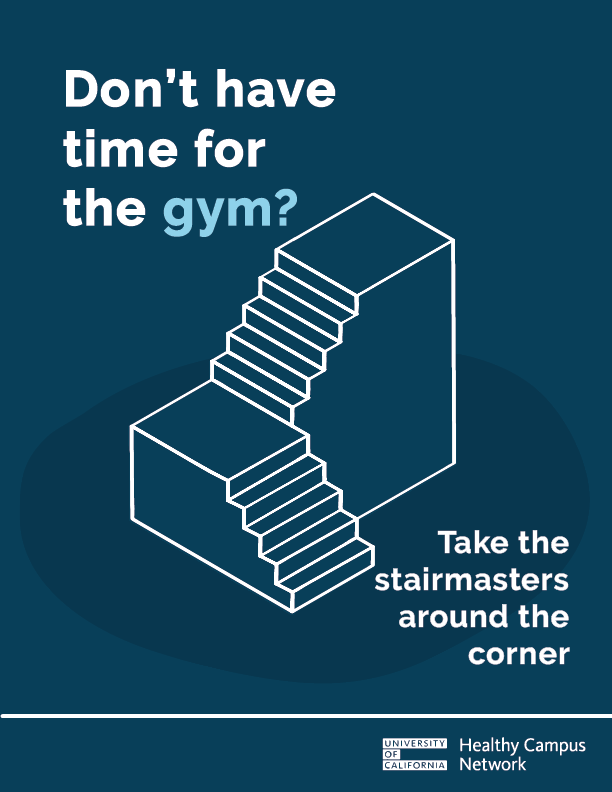 Don't have
time for
the gym?
Take the
stairmasters
around the
corner
UNIVERSITY
OF
CALIFORNIA
Healthy Campus
Network